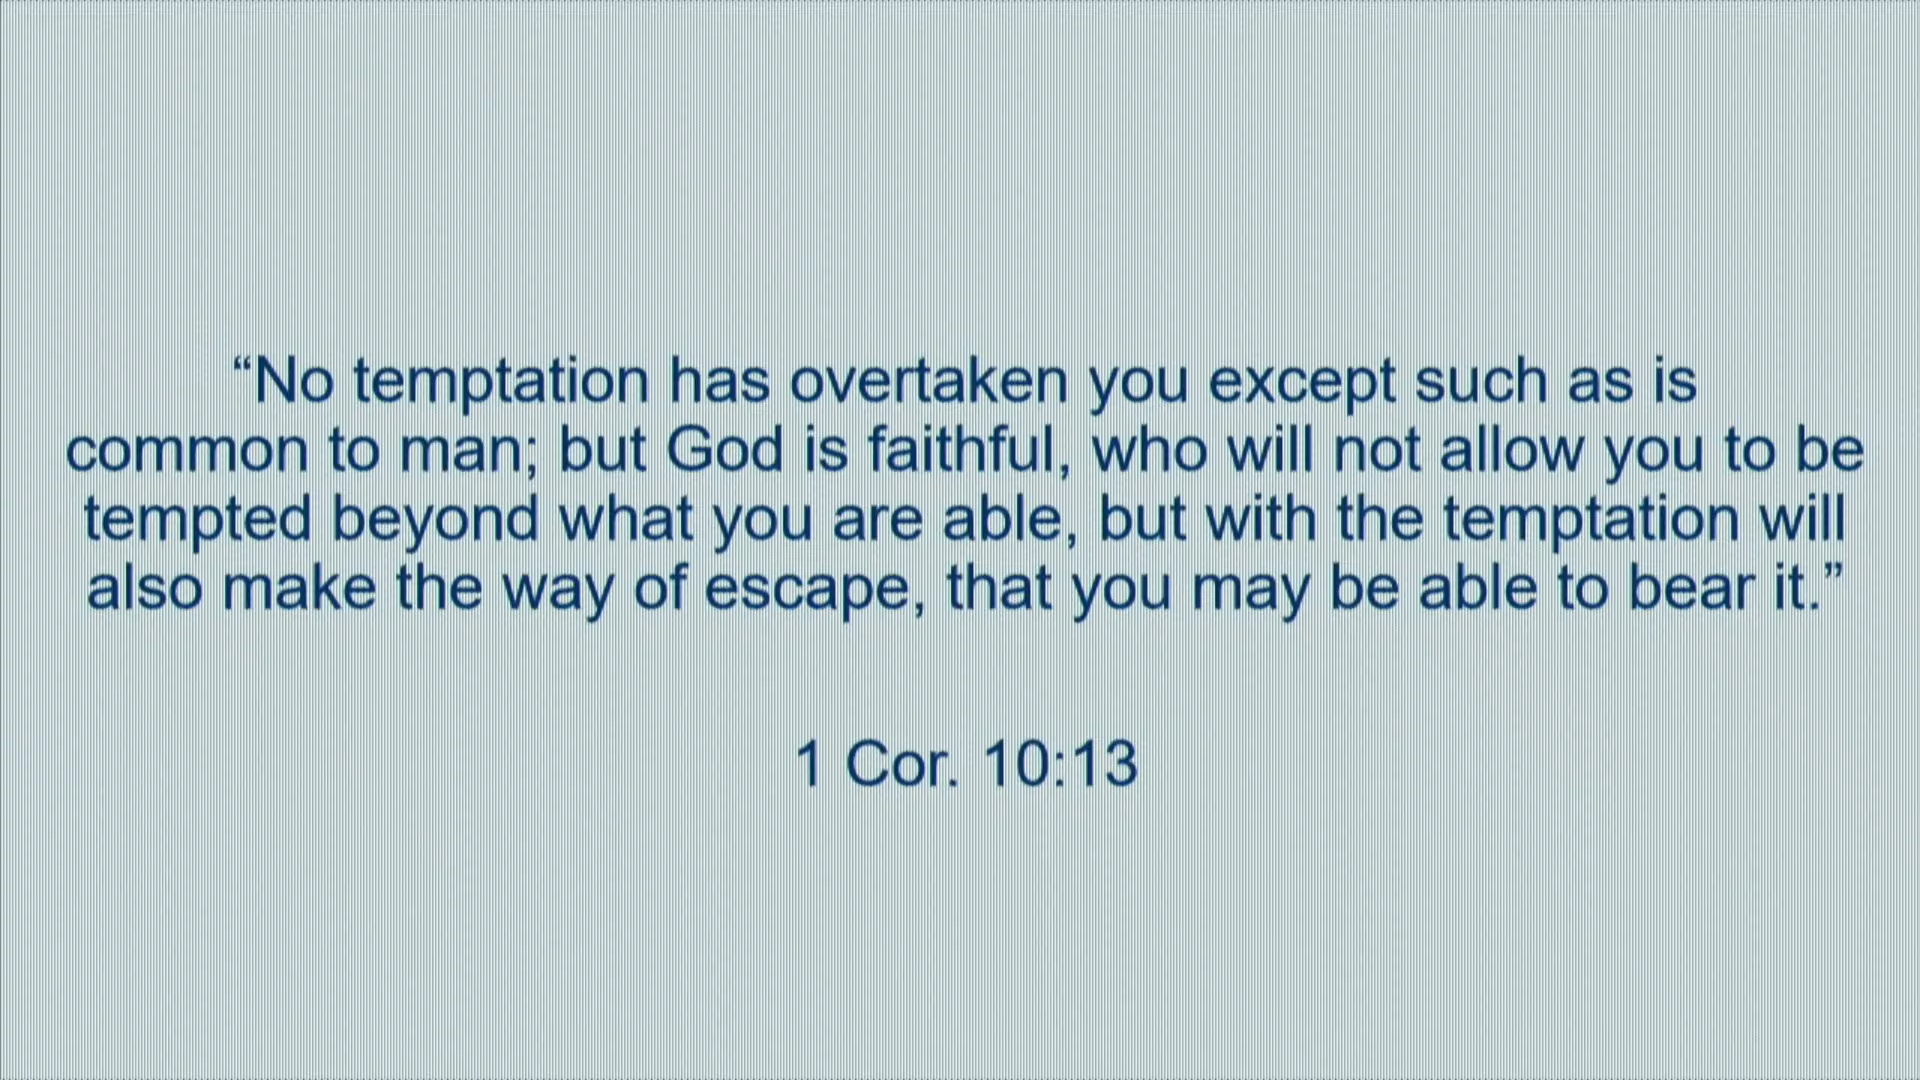 “No temptation has overtaken you except such as is
common to man; but God is faithful, who will not allow you to be
tempted beyond what you are able, but with the temptation will
also make the way of escape, that you may be able to bear it.”
1 Cor. 10:13